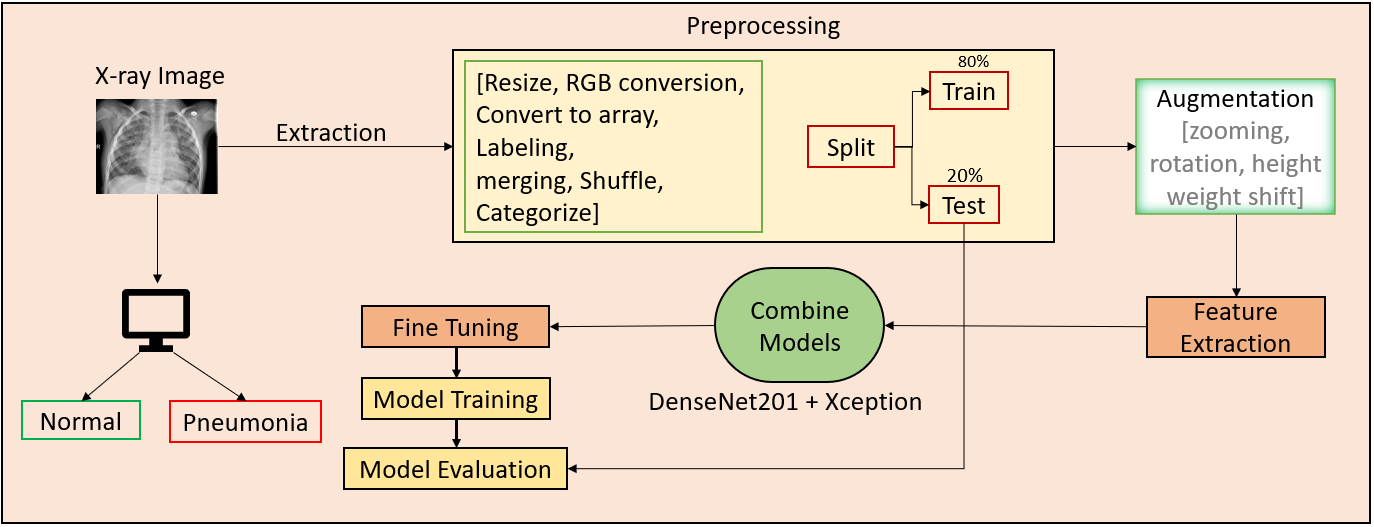 Preprocessing
X-ray Image
Extraction
[Resize, RGB conversion,
Convert to array,
Labeling,
merging, Shuffle,
Categorize]
Split
80%
Train
20%
Test
Augmentation
[zooming,
rotation, height
weight shift]
Feature
Extraction
Combine
Models
DenseNet201 + Xception
Fine Tuning
Model Training
Model Evaluation
Normal
Pneumonia
R